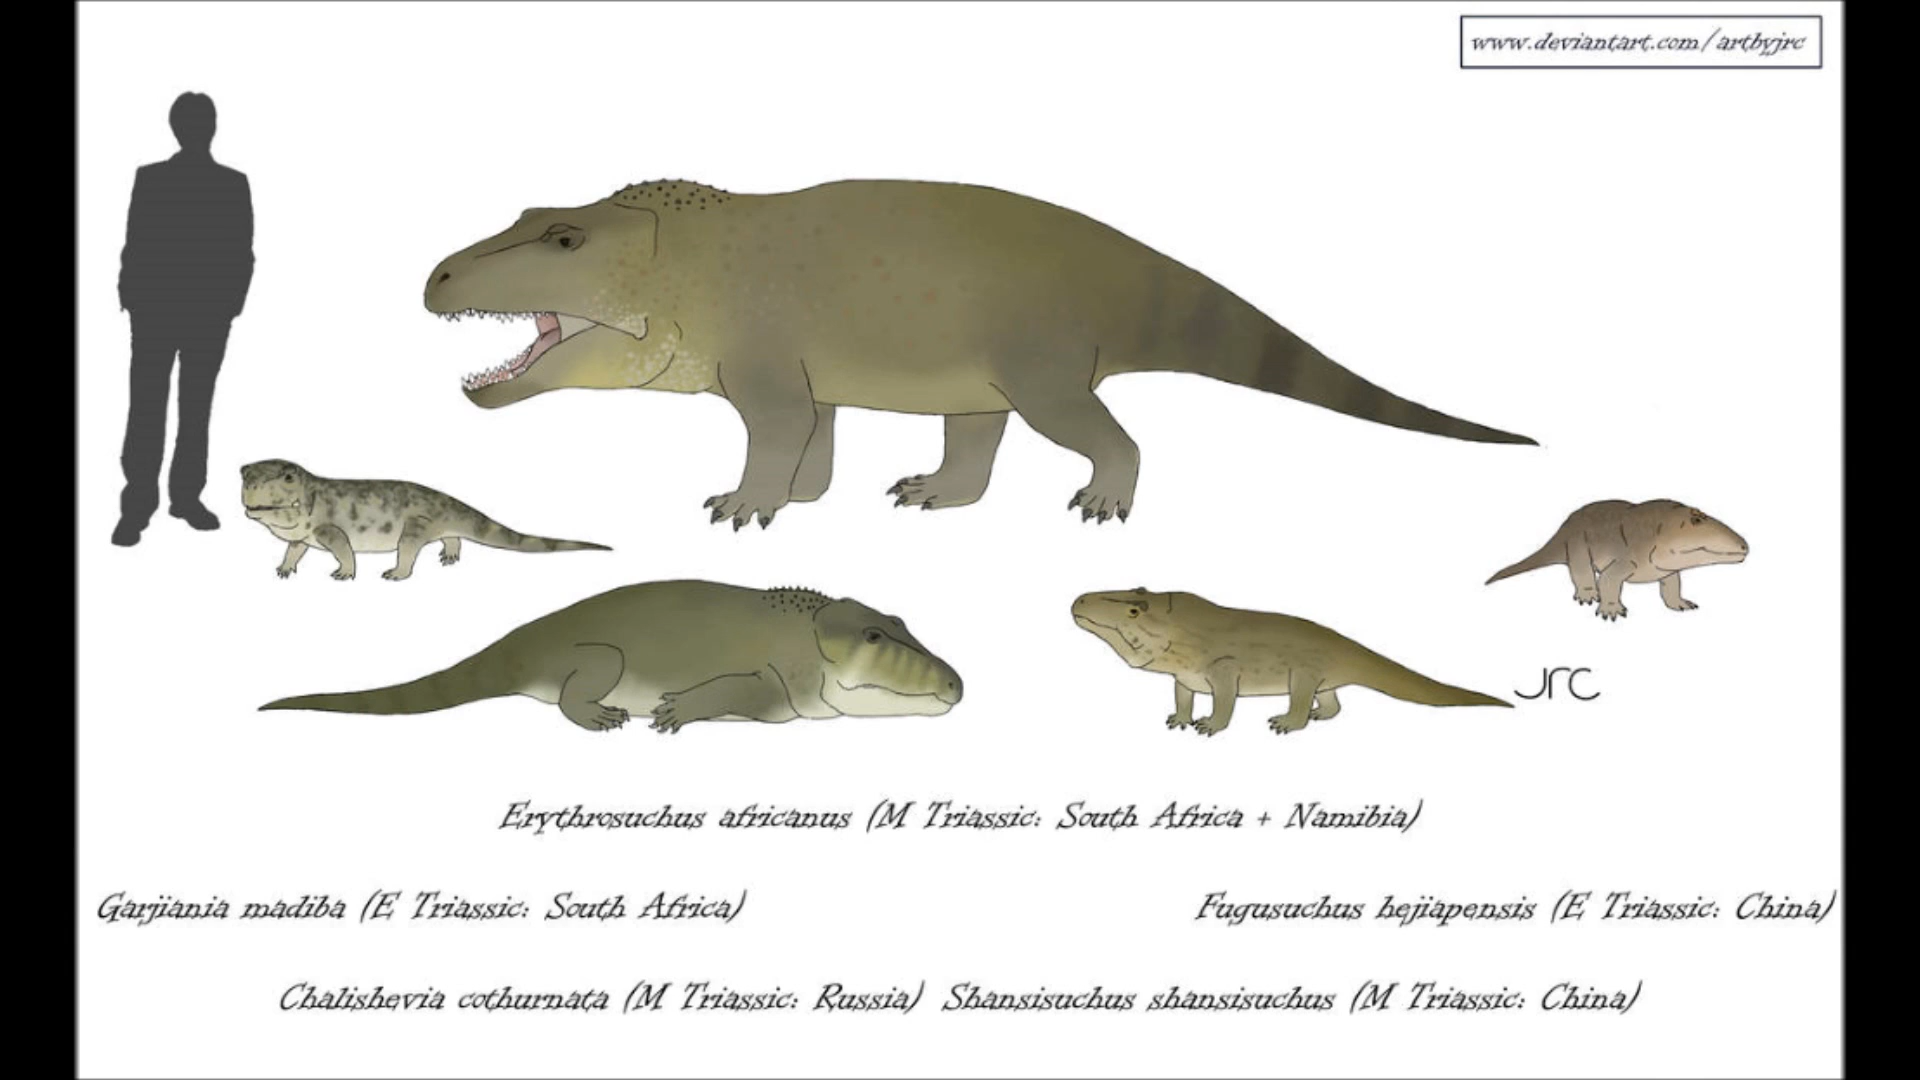 www.deviantart.com/artbyjrc
Jrc
Erythrosuchus africanus (M Triassic: South Africa + Namibia)
Garjiania madiba (E Triassic: South Africa)
Fugusuchus hejiapensis (E Triassic: China)
Chalishevia cothurnata (M Triassic: Russia)
Shansisuchus shansisuchus (M Triassic: China)